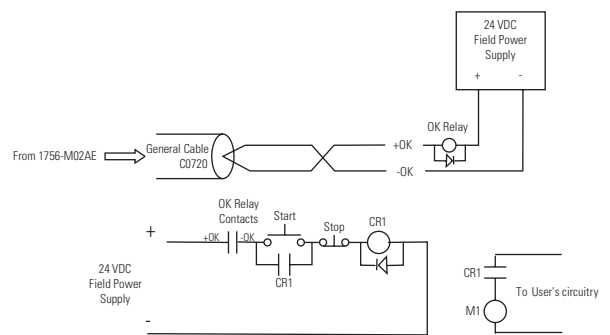 24 VDC
Field Power
Supply
+ -
OK Relay
General Cable
C0720
+OK
From 1756-M02AE
-OK
OK Relay
Contacts
Start
Stop
CR1
+
+OK -OK
CR1
24 VDC
Field Power
Supply
-
CR1
To User's circuitry
M1